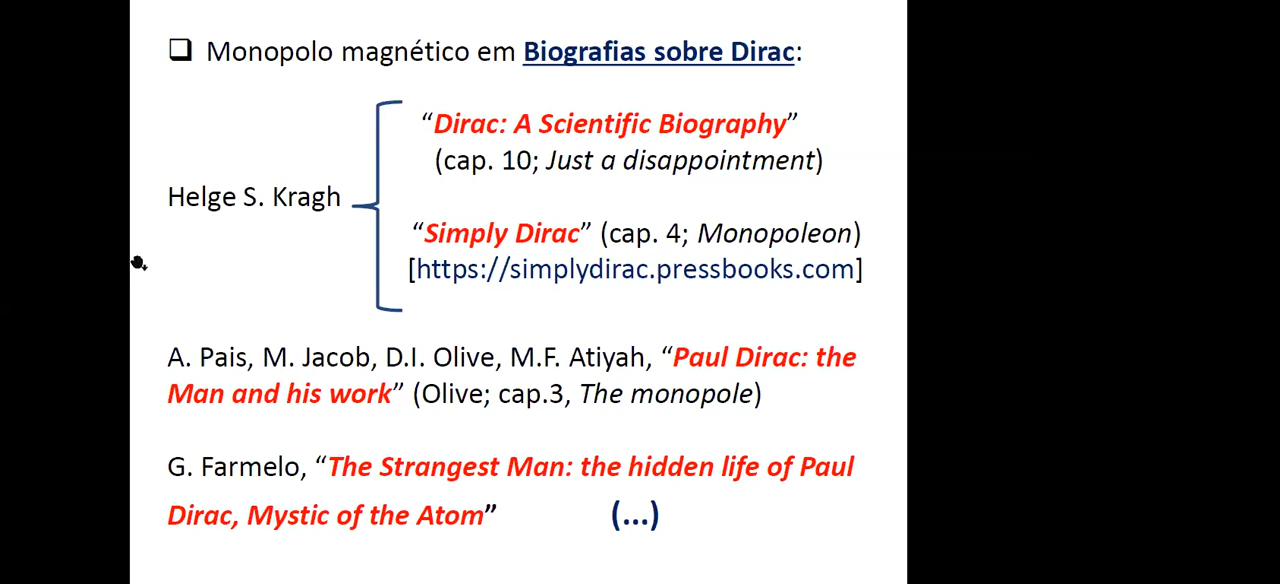 ❑ Monopolo magnético em Biografias sobre Dirac:
“Dirac: A Scientific Biography”
(cap. 10; Just a disappointment)
Helge S. Kragh
“Simply Dirac” (cap. 4; Monopoleon)
[https://simplydirac.pressbooks.com]
A. Pais, M. Jacob, D.I. Olive, M.F. Atiyah, “Paul Dirac: the
Man and his work” (Olive; cap.3, The monopole)
G. Farmelo, “The Strangest Man: the hidden life of Paul
Dirac, Mystic of the Atom” (...)